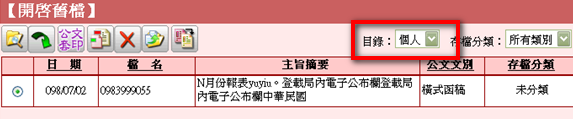 【開啓舊檔】
公文套印 目錄： 個人 存檔分類： 所有類別
日 期 檔 名 主旨摘要 公文文別 存檔分類
098/07/02 0983999055 N月份報表yuyiu。登載局內電子公布欄登載局 橫式函稿 未分類
內電子公布欄中華民國